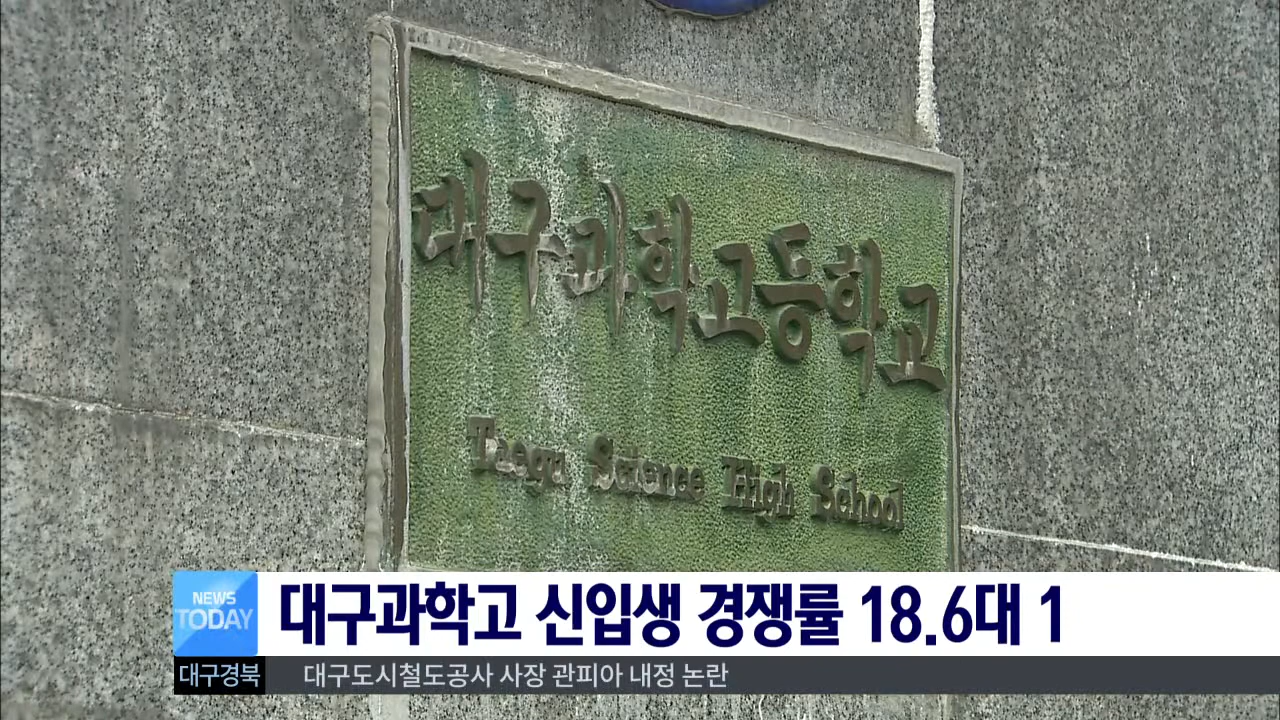 대구과학고등학교
Taegu Science High School
NEWS
TODAY
대구과학고 신입생 경쟁률 18.6대 1
대구경북
대구도시철도공사 사장 관피아 내정 논란